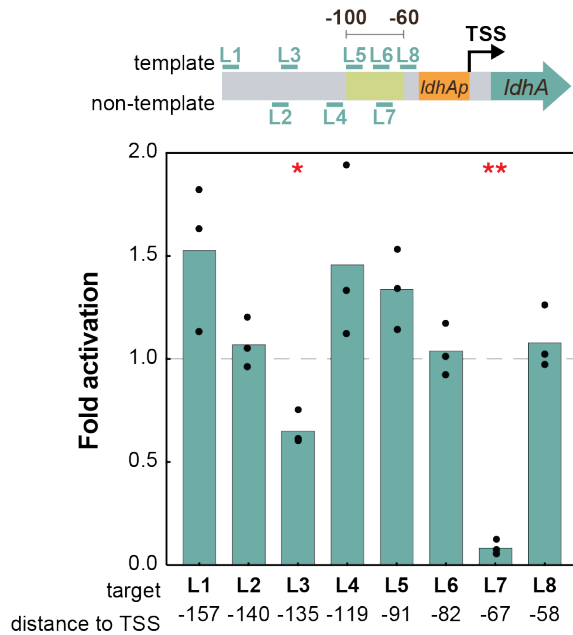 -100 -60
TSS
template L1 L3 L5 L6 L8
ldhAp ldhA
non-template
L2 L4 L7
2.0
* **
1.5
1.0
0.5
0.0
Fold activation
target L1 L2 L3 L4 L5 L6 L7 L8
distance to TSS -157 -140 -135 -119 -91 -82 -67 -58